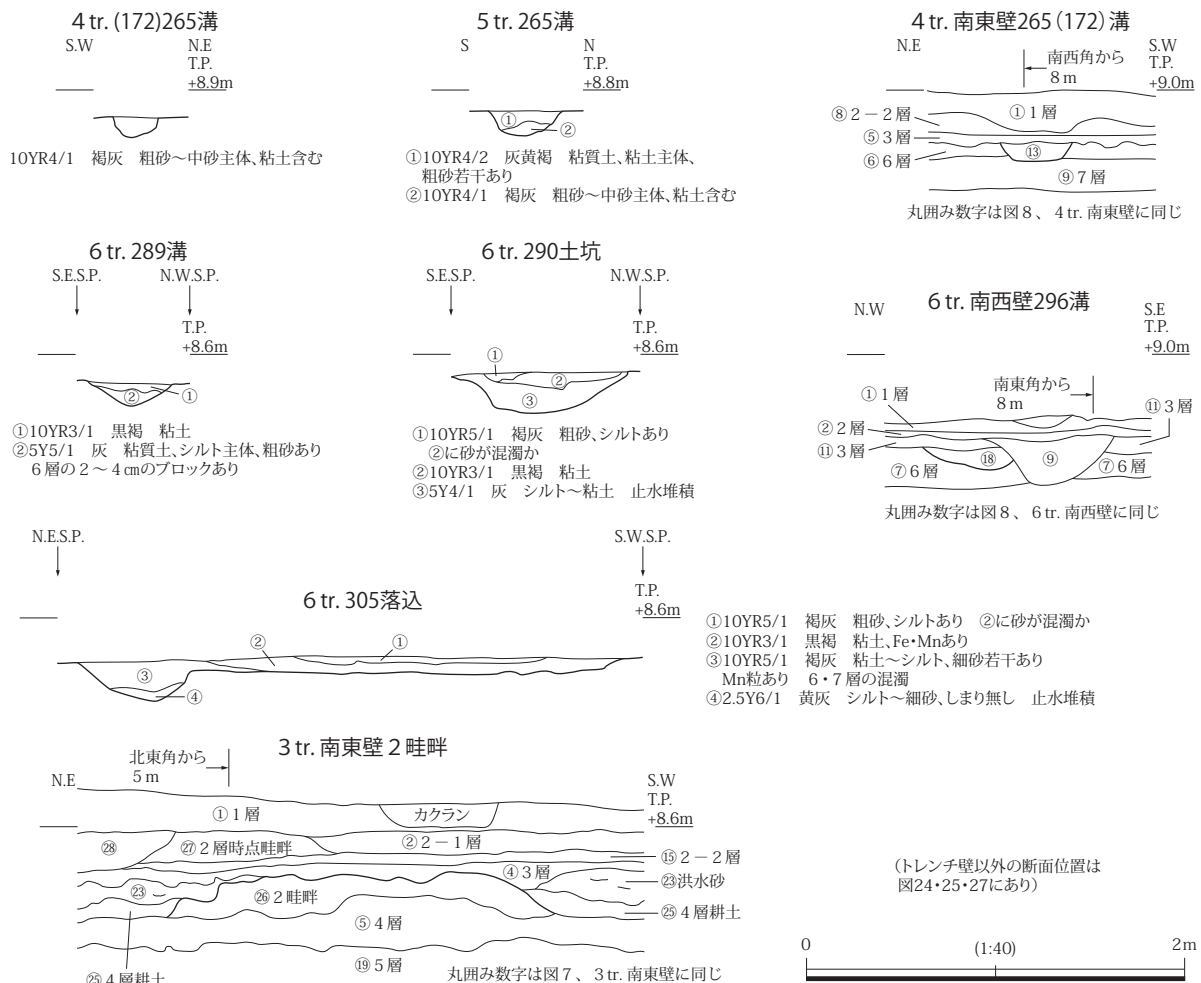 4 tr. (172)265溝
S.W
N.E
T.P.
+8.9m
10YR4/1　褐灰　粗砂～中砂主体、粘土含む
5 tr. 265溝
S
N
T.P.
+8.8m
①
②
①10YR4/2　灰黄褐　粘質土、粘土主体、
粗砂若干あり
②10YR4/1　褐灰　粗砂～中砂主体、粘土含む
4 tr. 南東壁265（172）溝
N.E
S.W
T.P.
+9.0m
南西角から
8 m
①1層
⑧2－2層
⑤3層
⑥6層
⑬
⑨7層
丸囲み数字は図8、4 tr. 南東壁に同じ
6 tr. 289溝
S.E.S.P.
N.W.S.P.
T.P.
+8.6m
②
①
①10YR3/1　黒褐　粘土
②5Y5/1　灰　粘質土、シルト主体、粗砂あり
6層の2～4㎝のブロックあり
6 tr. 290土坑
S.E.S.P.
N.W.S.P.
T.P.
+8.6m
①
②
③
①10YR5/1　褐灰　粗砂、シルトあり
②に砂が混濁か
②10YR3/1　黒褐　粘土
③5Y4/1　灰　シルト～粘土　止水堆積
6 tr. 南西壁296溝
N.W
S.E
T.P.
+9.0m
南東角から
8 m
①1層
②2層
⑪3層
⑪3層
⑱
⑨
⑦6層
⑦6層
丸囲み数字は図8、6 tr. 南西壁に同じ
N.E.S.P.
S.W.S.P.
T.P.
+8.6m
6 tr. 305落込
②
①
③
④
①10YR5/1　褐灰　粗砂、シルトあり　②に砂が混濁か
②10YR3/1　黒褐　粘土、Fe・Mnあり
③10YR5/1　褐灰　粘土～シルト、細砂若干あり
Mn粒あり　6・7層の混濁
④2.5Y6/1　黄灰　シルト～細砂、しまり無し　止水堆積
3 tr. 南東壁2畦畔
北東角から
5 m
N.E
S.W
T.P.
+8.6m
①1層
カクラン
㉘
㉗2層時点畦畔
②2－1層
⑮2－2層
④3層
㉓洪水砂
㉓
㉖2畦畔
㉕4層耕土
⑤4層
⑲5層
㉕4層耕土
丸囲み数字は図7、3 tr. 南東壁に同じ
（トレンチ壁以外の断面位置は
図24・25・27にあり）
0
(1:40)
2m